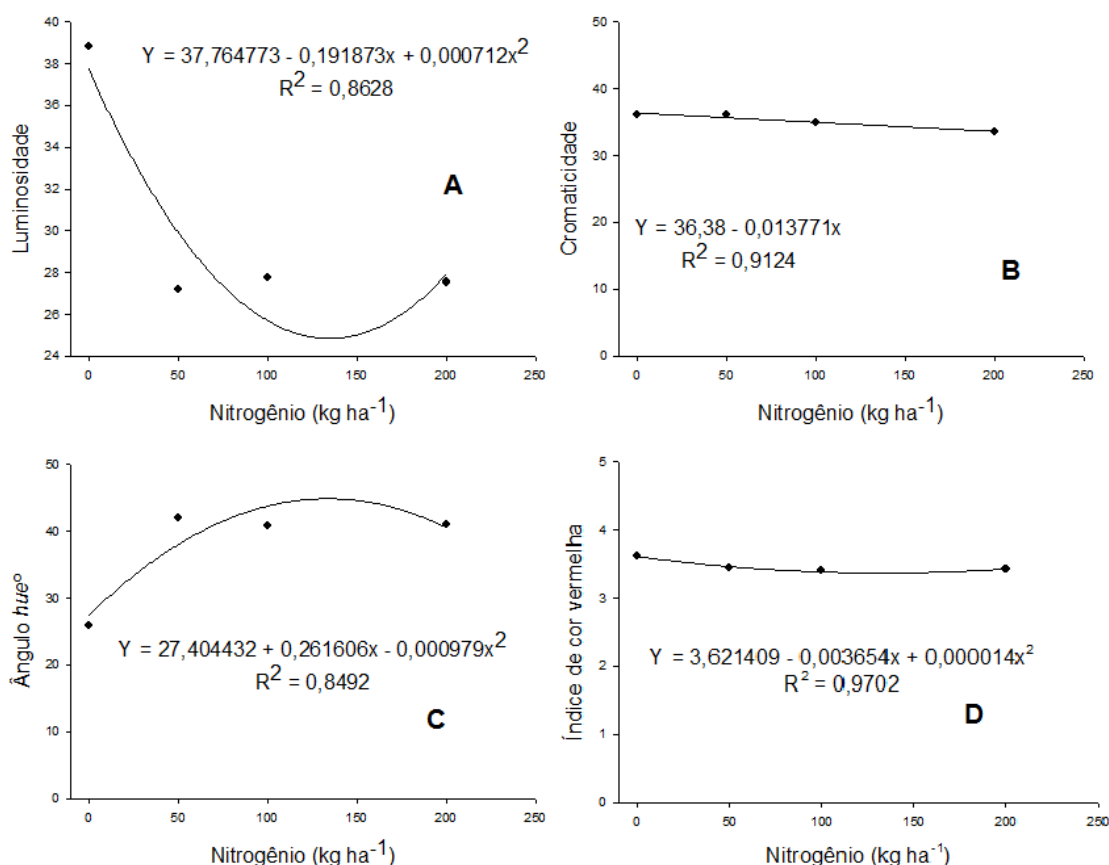 40
38
36
34
32
30
28
26
24
Luminosidade
Y = 37,764773 - 0,191873x + 0,000712x²
R² = 0,8628
A
0 50 100 150 200 250
Nitrogênio (kg ha⁻¹)
50
40
30
20
10
0
Cromaticidade
Y = 36,38 - 0,013771x
R² = 0,9124
B
0 50 100 150 200 250
Nitrogênio (kg ha⁻¹)
50
40
30
20
10
0
Ângulo hueº
Y = 27,404432 + 0,261606x - 0,000979x²
R² = 0,8492
C
0 50 100 150 200 250
Nitrogênio (kg ha⁻¹)
5
4
3
2
1
0
Índice de cor vermelha
Y = 3,621409 - 0,003654x + 0,000014x²
R² = 0,9702
D
0 50 100 150 200 250
Nitrogênio (kg ha⁻¹)